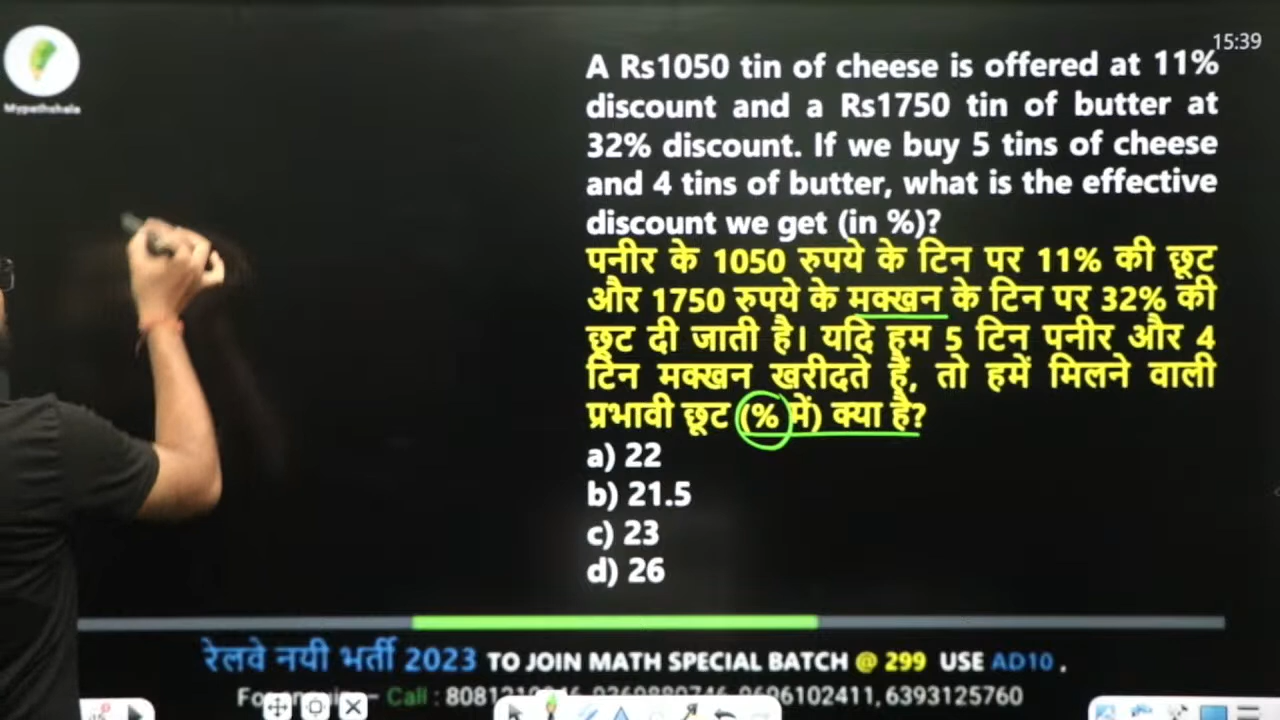 15:39
Mypathshala
A Rs1050 tin of cheese is offered at 11%
discount and a Rs1750 tin of butter at
32% discount. If we buy 5 tins of cheese
and 4 tins of butter, what is the effective
discount we get (in %)?
पनीर के 1050 रुपये के टिन पर 11% की छूट
और 1750 रुपये के मक्खन के टिन पर 32% की
छूट दी जाती है। यदि हम 5 टिन पनीर और 4
टिन मक्खन खरीदते हैं, तो हमें मिलने वाली
प्रभावी छूट (% में) क्या है?
a) 22
b) 21.5
c) 23
d) 26
रेलवे नयी भर्ती 2023 TO JOIN MATH SPECIAL BATCH @ 299 USE AD10 .
For – Call : 6393125760